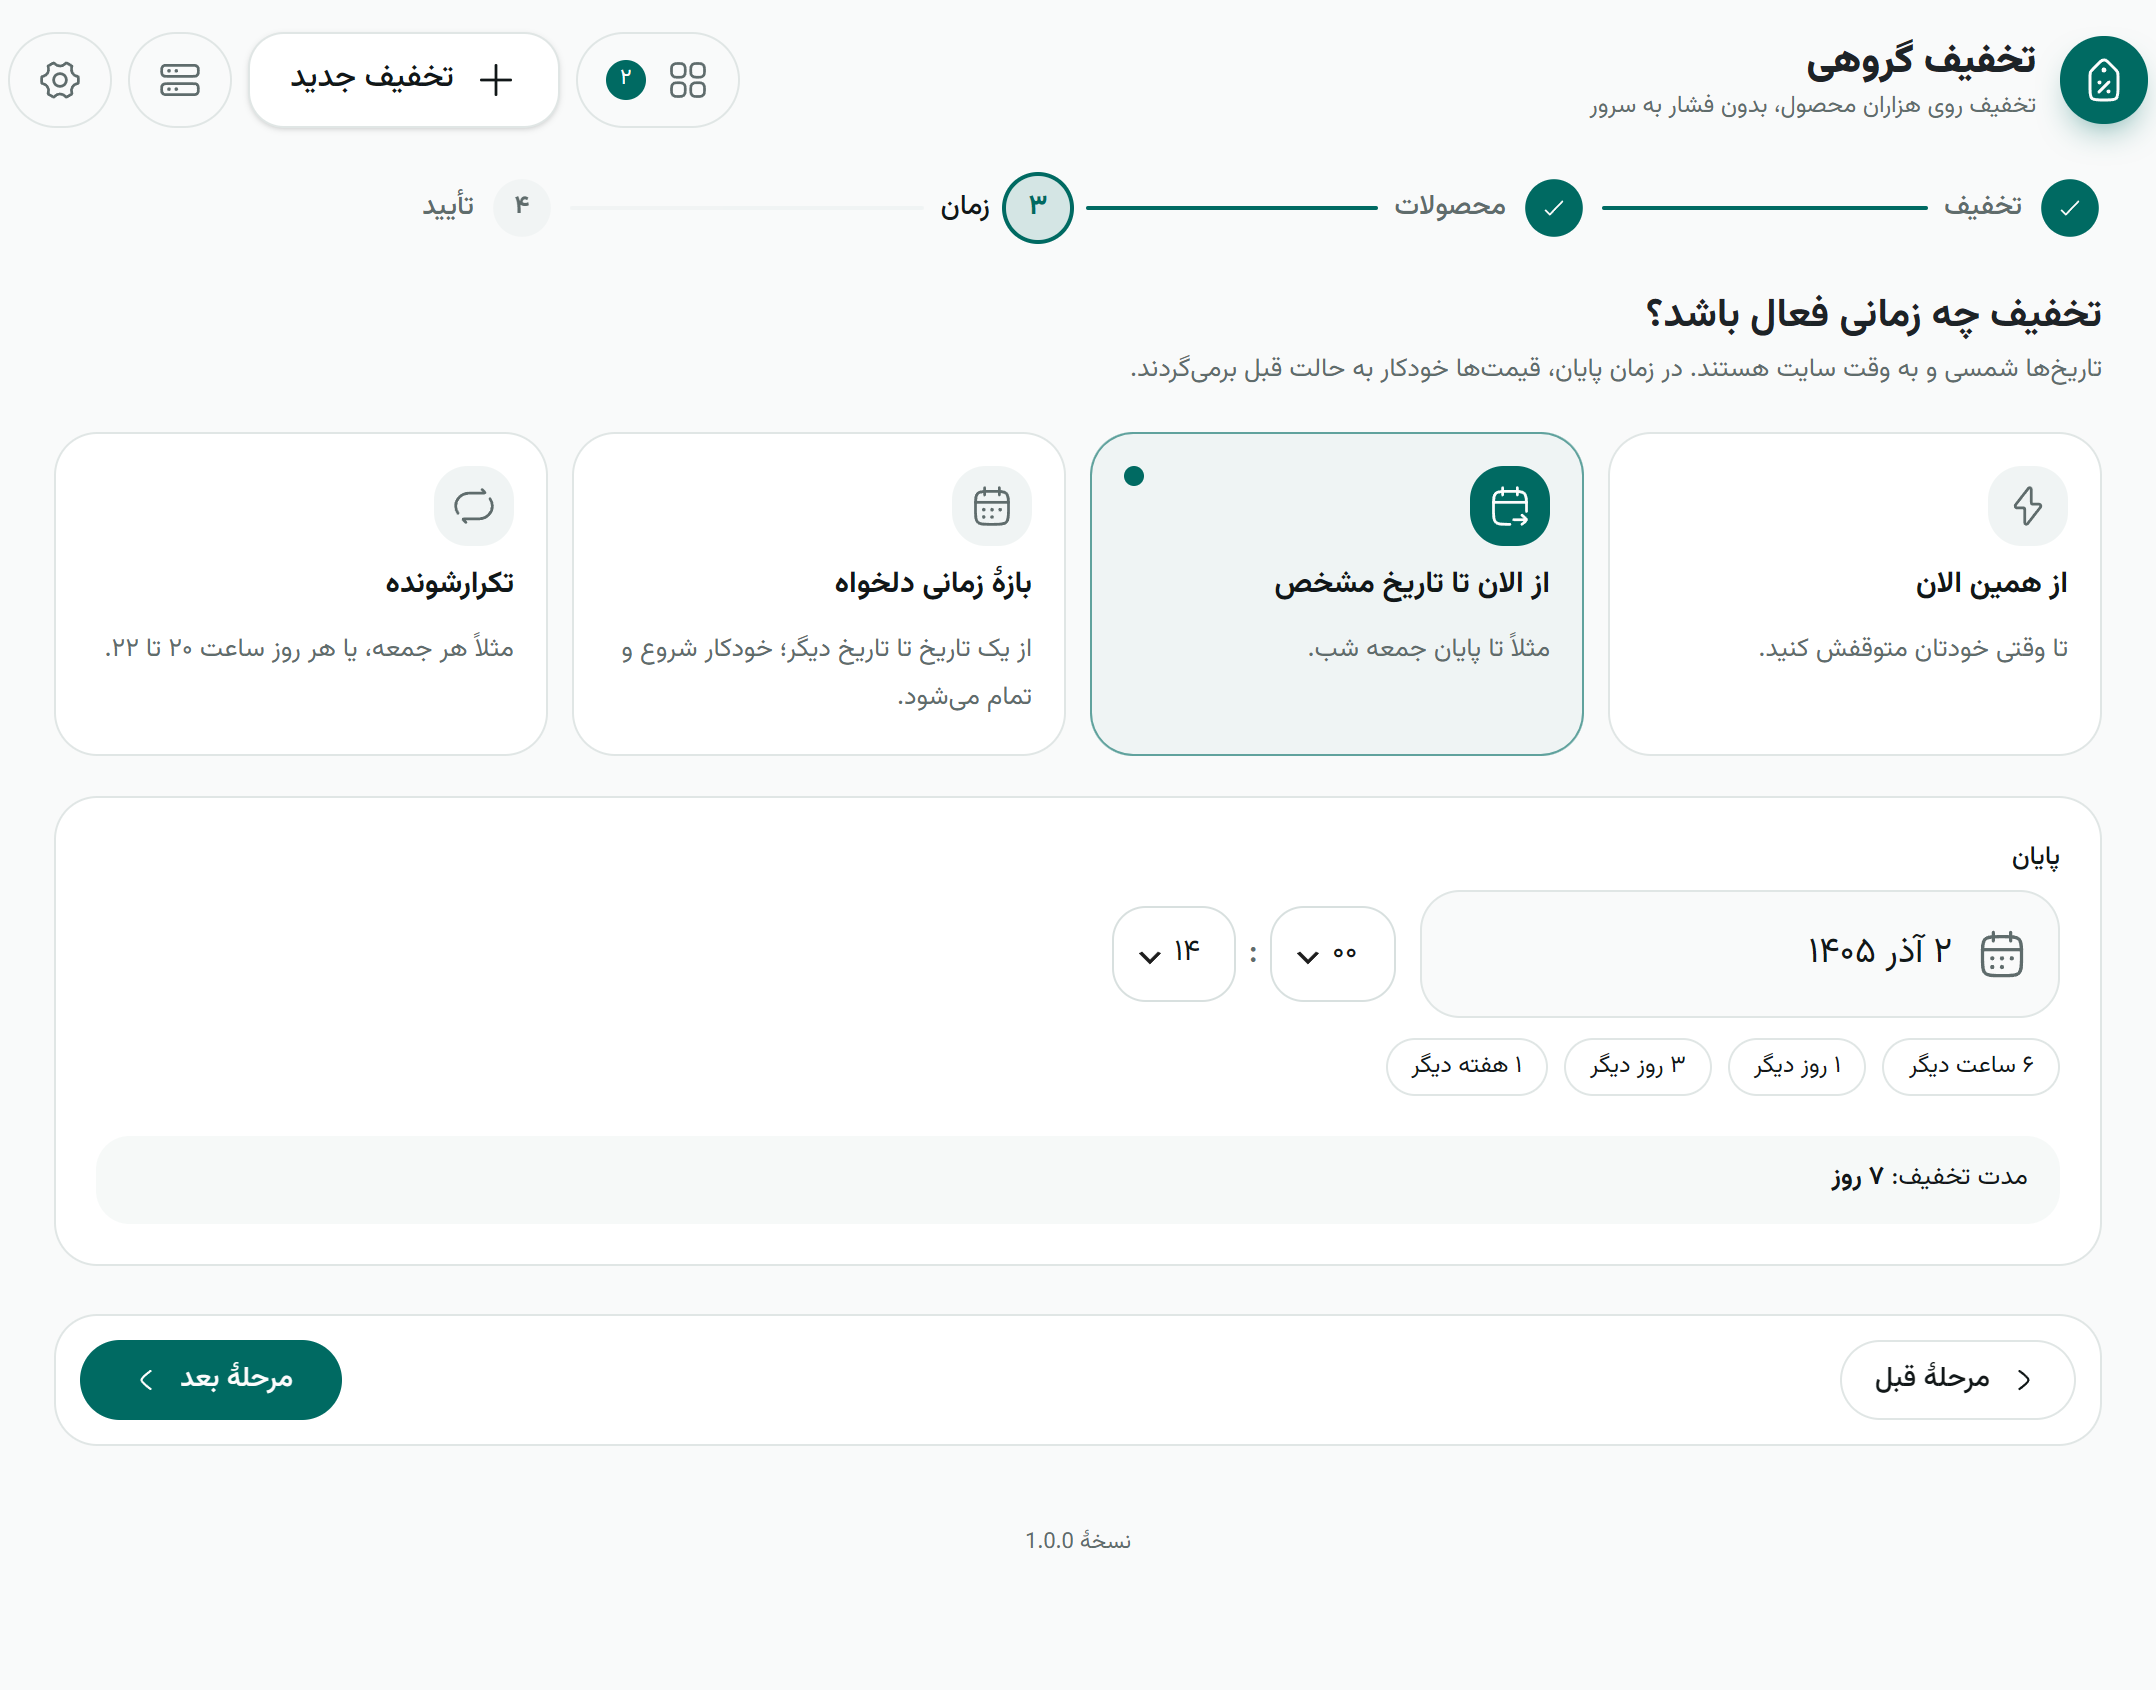 تخفیف گروهی
تخفیف روی هزاران محصول، بدون فشار به سرور
۲
تخفیف جدید
تخفیف
محصولات
۳ زمان
۴ تأیید
تخفیف چه زمانی فعال باشد؟
تاریخ‌ها شمسی و به وقت سایت هستند. در زمان پایان، قیمت‌ها خودکار به حالت قبل برمی‌گردند.
از همین الان
تا وقتی خودتان متوقفش کنید.
از الان تا تاریخ مشخص
مثلاً تا پایان جمعه شب.
بازهٔ زمانی دلخواه
از یک تاریخ تا تاریخ دیگر؛ خودکار شروع و
تمام می‌شود.
تکرارشونده
مثلاً هر جمعه، یا هر روز ساعت ۲۰ تا ۲۲.
پایان
۲ آذر ۱۴۰۵
۰۰ : ۱۴
۶ ساعت دیگر
۱ روز دیگر
۳ روز دیگر
۱ هفته دیگر
مدت تخفیف: ۷ روز
مرحلهٔ قبل
مرحلهٔ بعد
نسخهٔ 1.0.0